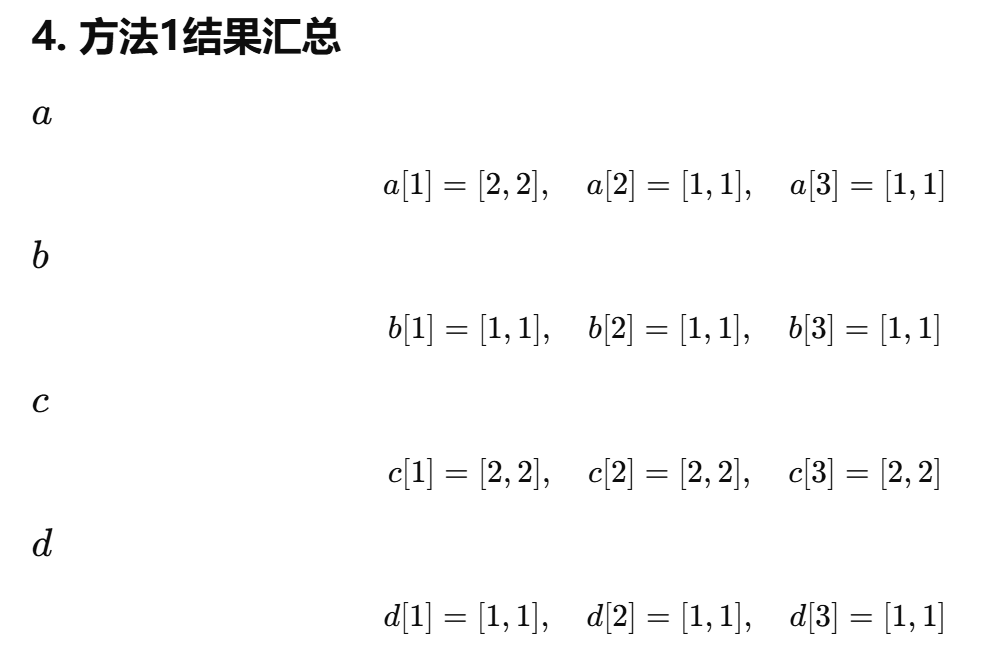 4. 方法1结果汇总
a
a[1] = [2, 2], a[2] = [1, 1], a[3] = [1, 1]
b
b[1] = [1, 1], b[2] = [1, 1], b[3] = [1, 1]
c
c[1] = [2, 2], c[2] = [2, 2], c[3] = [2, 2]
d
d[1] = [1, 1], d[2] = [1, 1], d[3] = [1, 1]